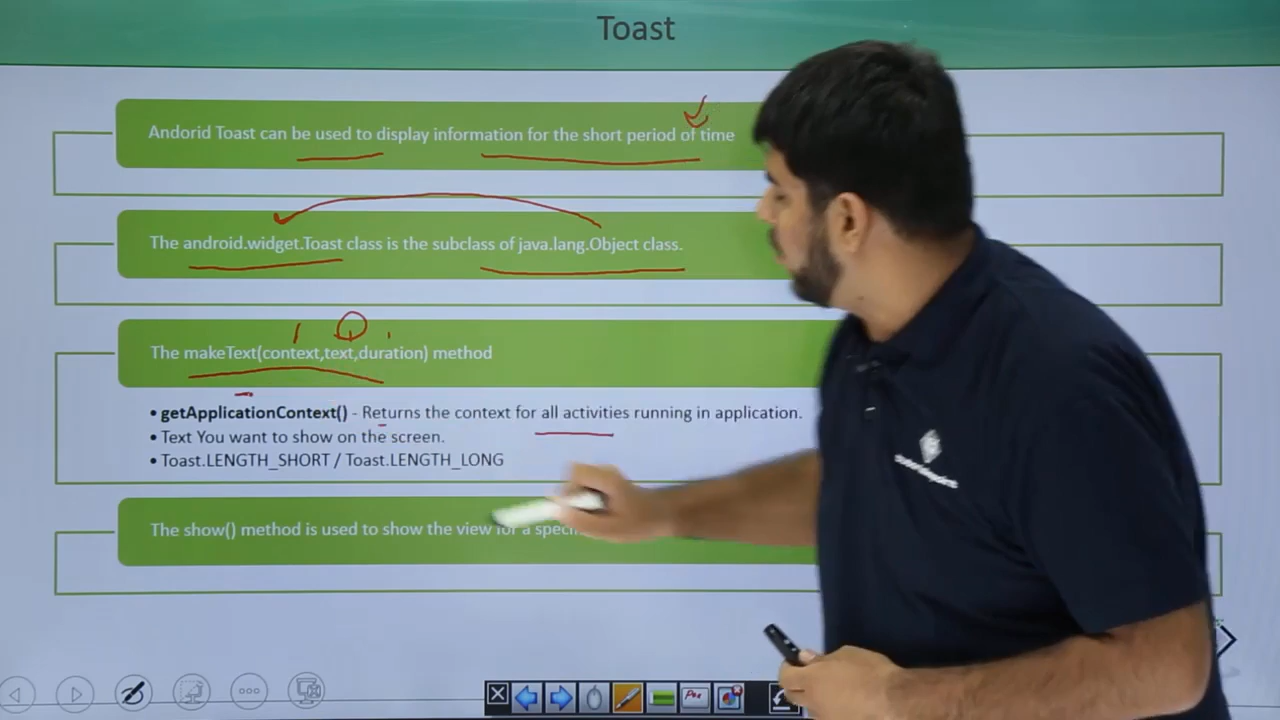 Toast
Andorid Toast can be used to display information for the short period of time
The android.widget.Toast class is the subclass of java.lang.Object class.
The makeText(context,text,duration) method
• getApplicationContext() - Returns the context for all activities running in application.
• Text You want to show on the screen.
• Toast.LENGTH_SHORT / Toast.LENGTH_LONG
The show() method is used to show the view for a